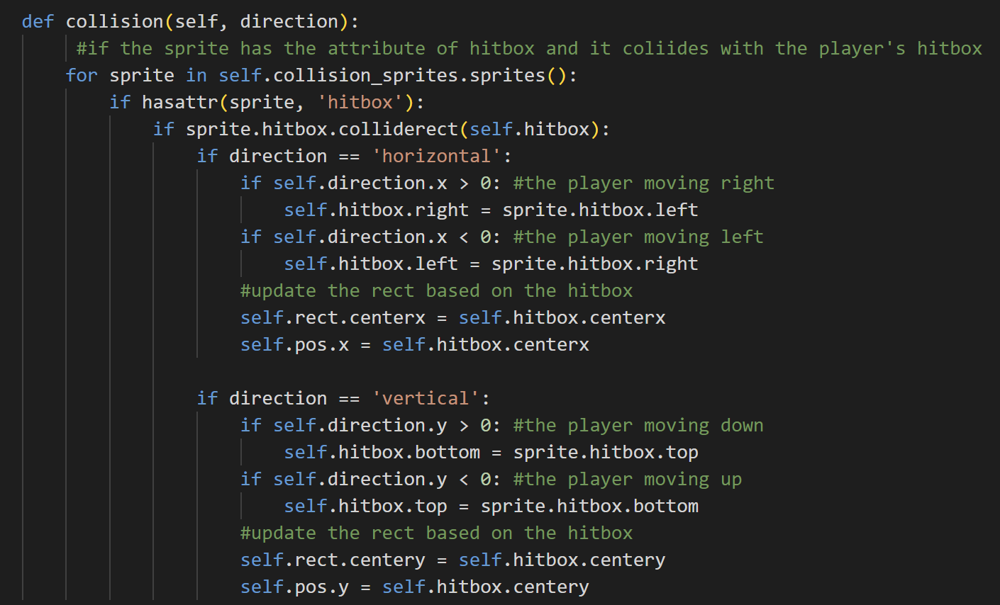 def collision(self, direction):
#if the sprite has the attribute of hitbox and it coliides with the player's hitbox
for sprite in self.collision_sprites.sprites():
if hasattr(sprite, 'hitbox'):
if sprite.hitbox.colliderect(self.hitbox):
if direction == 'horizontal':
if self.direction.x > 0: #the player moving right
self.hitbox.right = sprite.hitbox.left
if self.direction.x < 0: #the player moving left
self.hitbox.left = sprite.hitbox.right
#update the rect based on the hitbox
self.rect.centerx = self.hitbox.centerx
self.pos.x = self.hitbox.centerx
if direction == 'vertical':
if self.direction.y > 0: #the player moving down
self.hitbox.bottom = sprite.hitbox.top
if self.direction.y < 0: #the player moving up
self.hitbox.top = sprite.hitbox.bottom
#update the rect based on the hitbox
self.rect.centery = self.hitbox.centery
self.pos.y = self.hitbox.centery